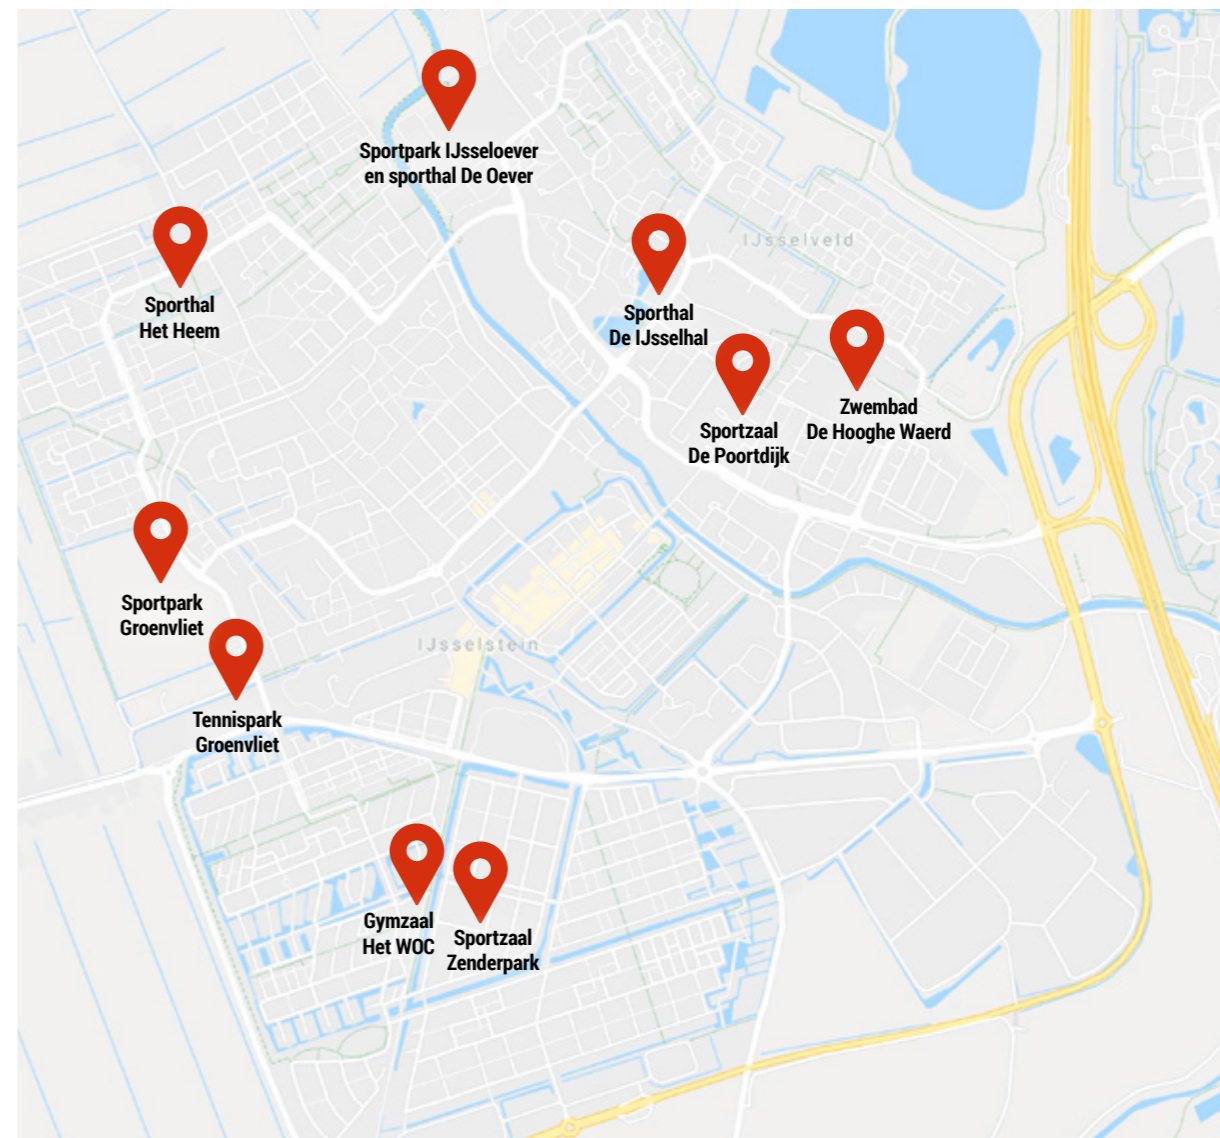 Sportpark IJsseloever
en sporthal De Oever
IJsselveld
Sporthal
Het Heem
Sporthal
De IJsselhal
Zwembad
De Hooghe Waerd
Sportzaal
De Poortdijk
Sportpark
Groenvliet
IJsselstein
Tennispark
Groenvliet
Gymzaal
Het WOC
Sportzaal
Zenderpark